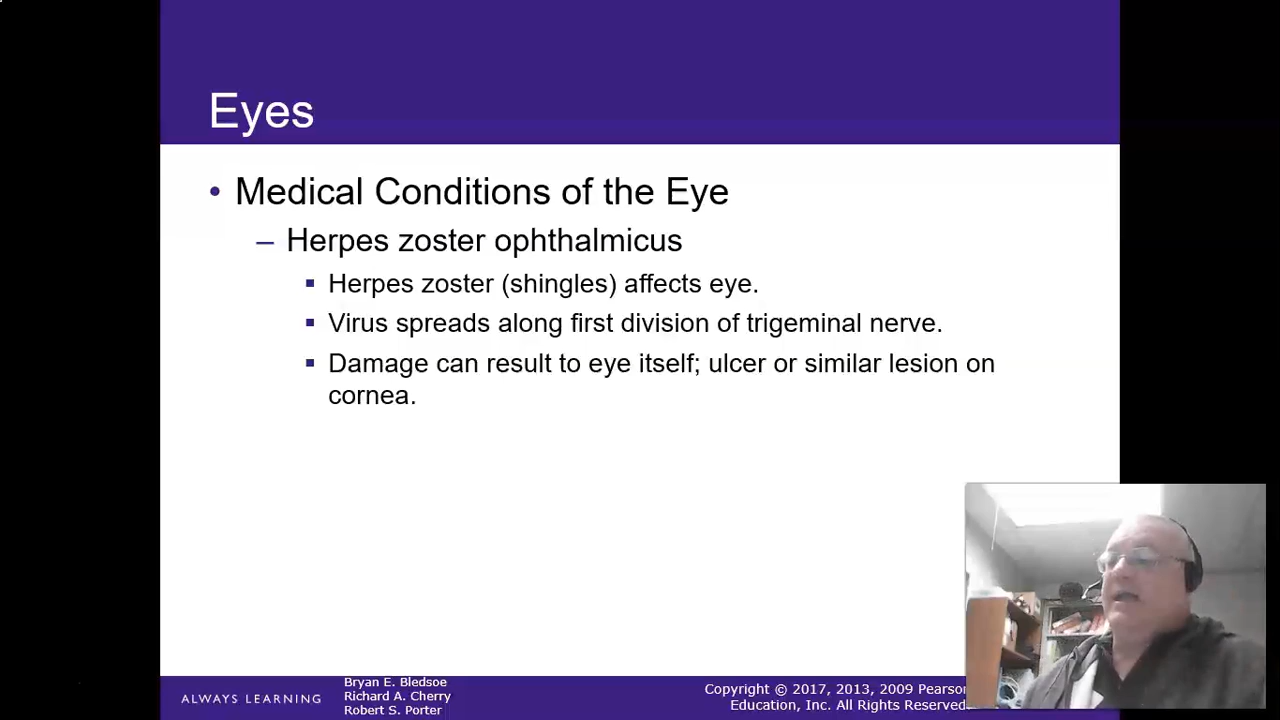 Eyes
• Medical Conditions of the Eye
– Herpes zoster ophthalmicus
▪ Herpes zoster (shingles) affects eye.
▪ Virus spreads along first division of trigeminal nerve.
▪ Damage can result to eye itself; ulcer or similar lesion on
cornea.
ALWAYS LEARNING
Bryan E. Bledsoe
Richard A. Cherry
Robert S. Porter
Copyright © 2017, 2013, 2009 Pearson
Education, Inc. All Rights Reserved.